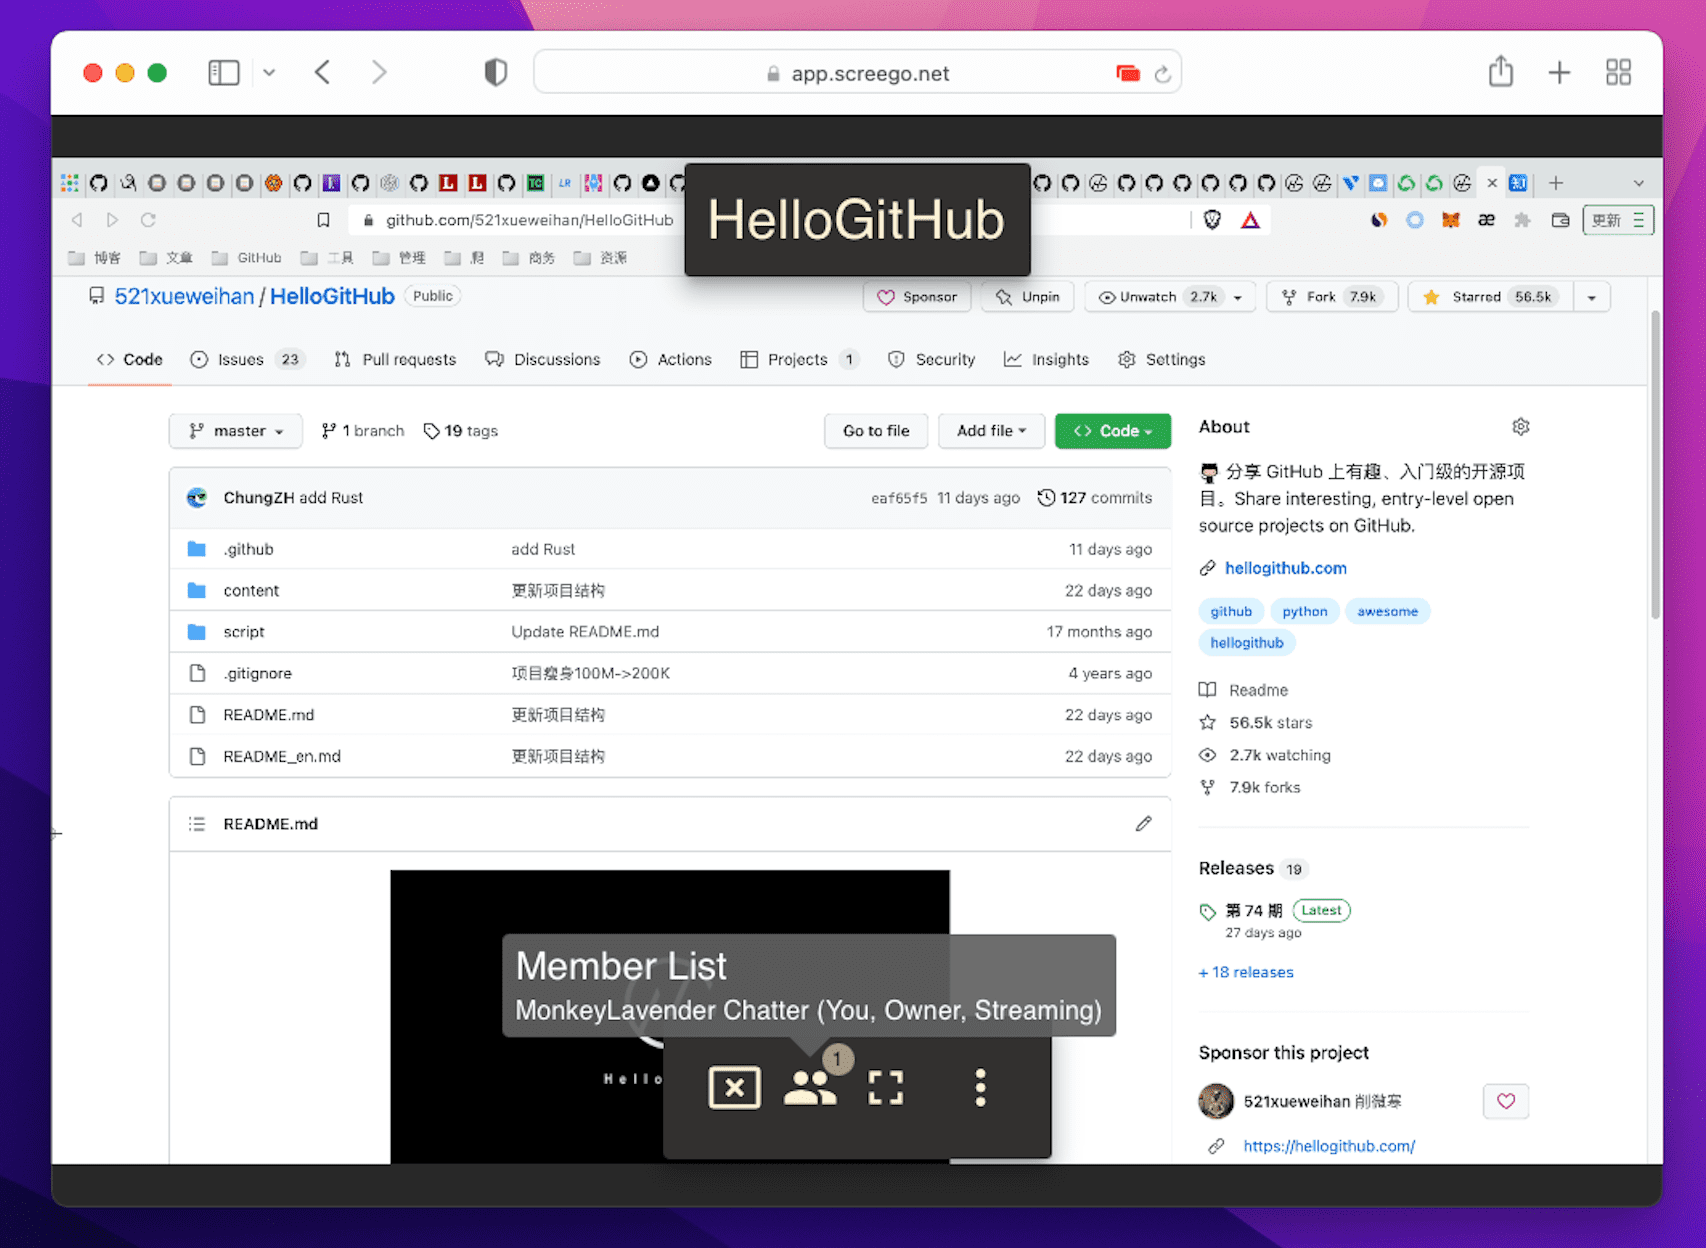 app.screego.net
HelloGitHub
github.com/521xueweihan/HelloGitHub
更新
博客 文章 GitHub 工具 管理 爬 商务 资源
521xueweihan / HelloGitHub Public
Sponsor Unpin Unwatch 2.7k Fork 7.9k Starred 56.5k
Code Issues 23 Pull requests Discussions Actions Projects 1 Security Insights Settings
master 1 branch 19 tags Go to file Add file Code
ChungZH add Rust eaf65f5 11 days ago 127 commits
.github add Rust 11 days ago
content 更新项目结构 22 days ago
script Update README.md 17 months ago
.gitignore 项目瘦身100M->200K 4 years ago
README.md 更新项目结构 22 days ago
README_en.md 更新项目结构 22 days ago
README.md
About
分享 GitHub 上有趣、入门级的开源项
目。Share interesting, entry-level open
source projects on GitHub.
hellogithub.com
github python awesome
hellogithub
Readme
56.5k stars
2.7k watching
7.9k forks
Releases 19
第 74 期 Latest
27 days ago
+ 18 releases
Sponsor this project
521xueweihan 削微寒
https://hellogithub.com/
Member List
MonkeyLavender Chatter (You, Owner, Streaming)
1
Hello